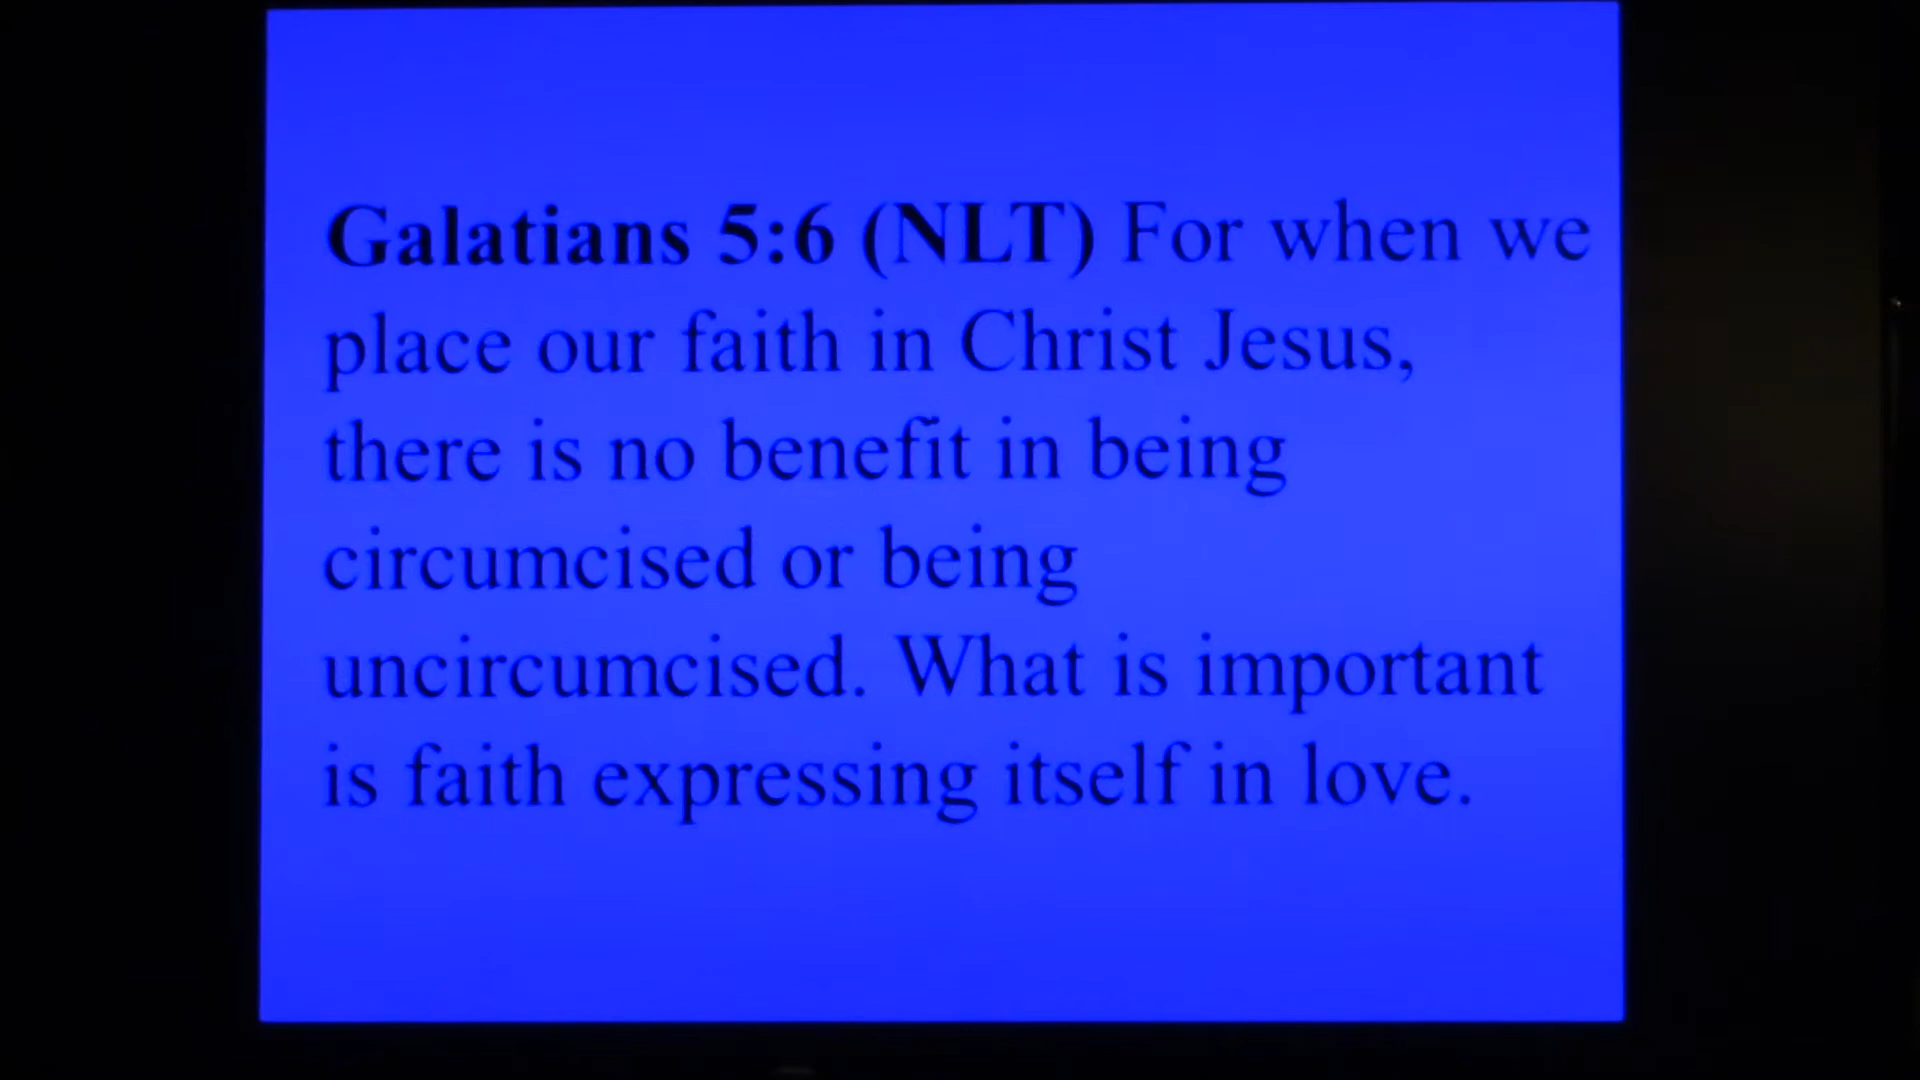 Galatians 5:6 (NLT) For when we
place our faith in Christ Jesus,
there is no benefit in being
circumcised or being
uncircumcised. What is important
is faith expressing itself in love.